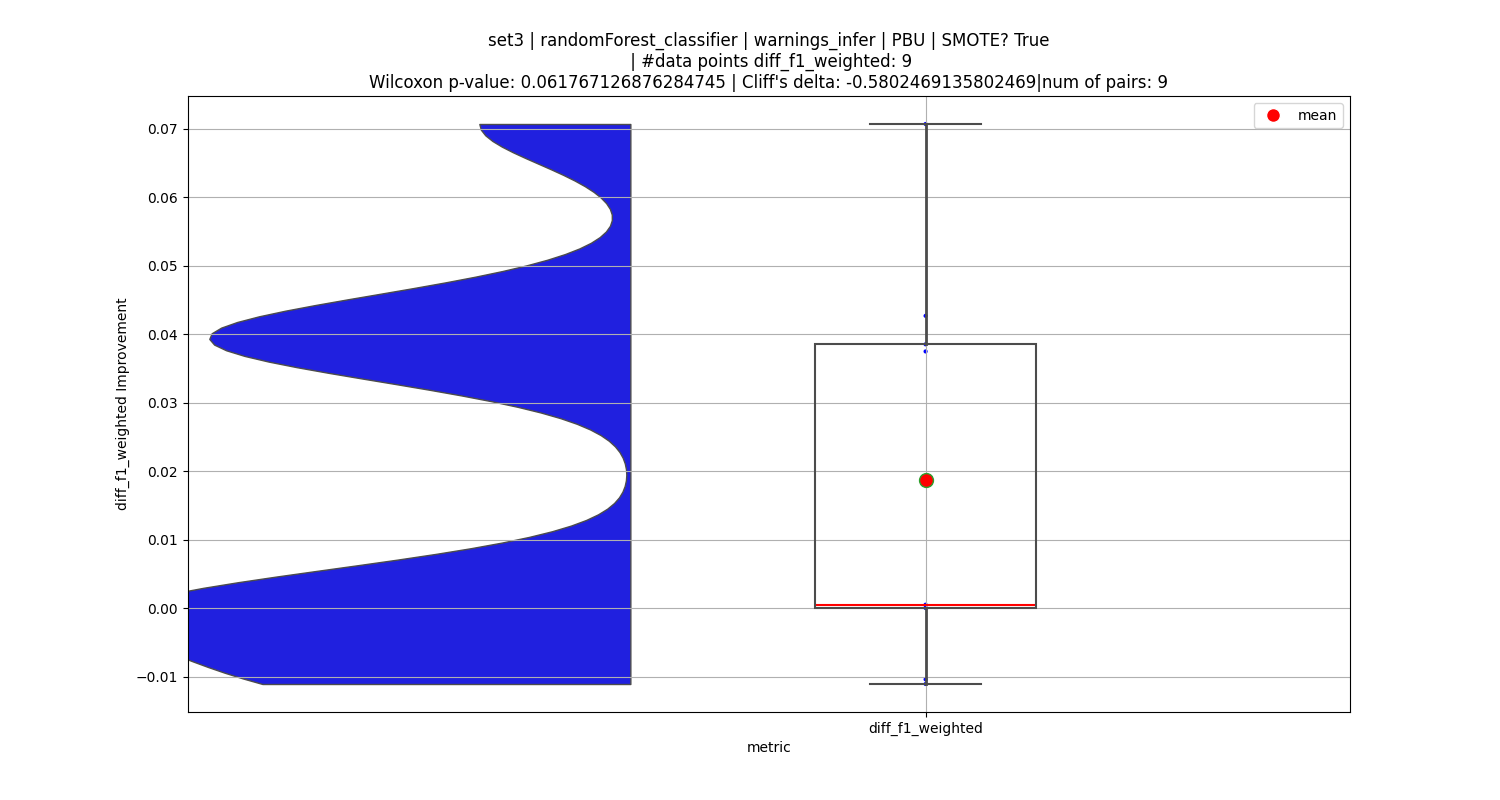 set3 | randomForest_classifier | warnings_infer | PBU | SMOTE? True
| #data points diff_f1_weighted: 9
Wilcoxon p-value: 0.061767126876284745 | Cliff's delta: -0.5802469135802469|num of pairs: 9
mean
0.07
0.06
0.05
0.04
0.03
0.02
0.01
0.00
−0.01
diff_f1_weighted Improvement
diff_f1_weighted
metric